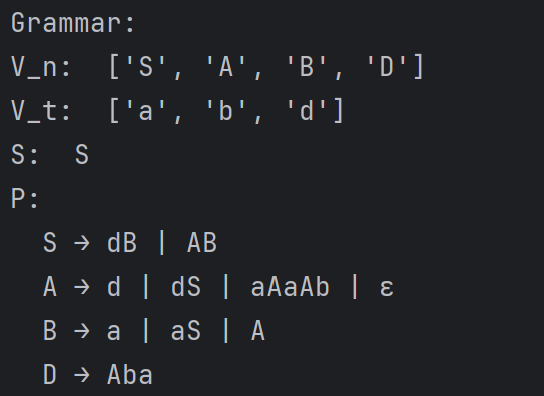 Grammar:
V_n:  ['S', 'A', 'B', 'D']
V_t:  ['a', 'b', 'd']
S:  S
P:
  S → dB | AB
  A → d | dS | aAaAb | ε
  B → a | aS | A
  D → Aba